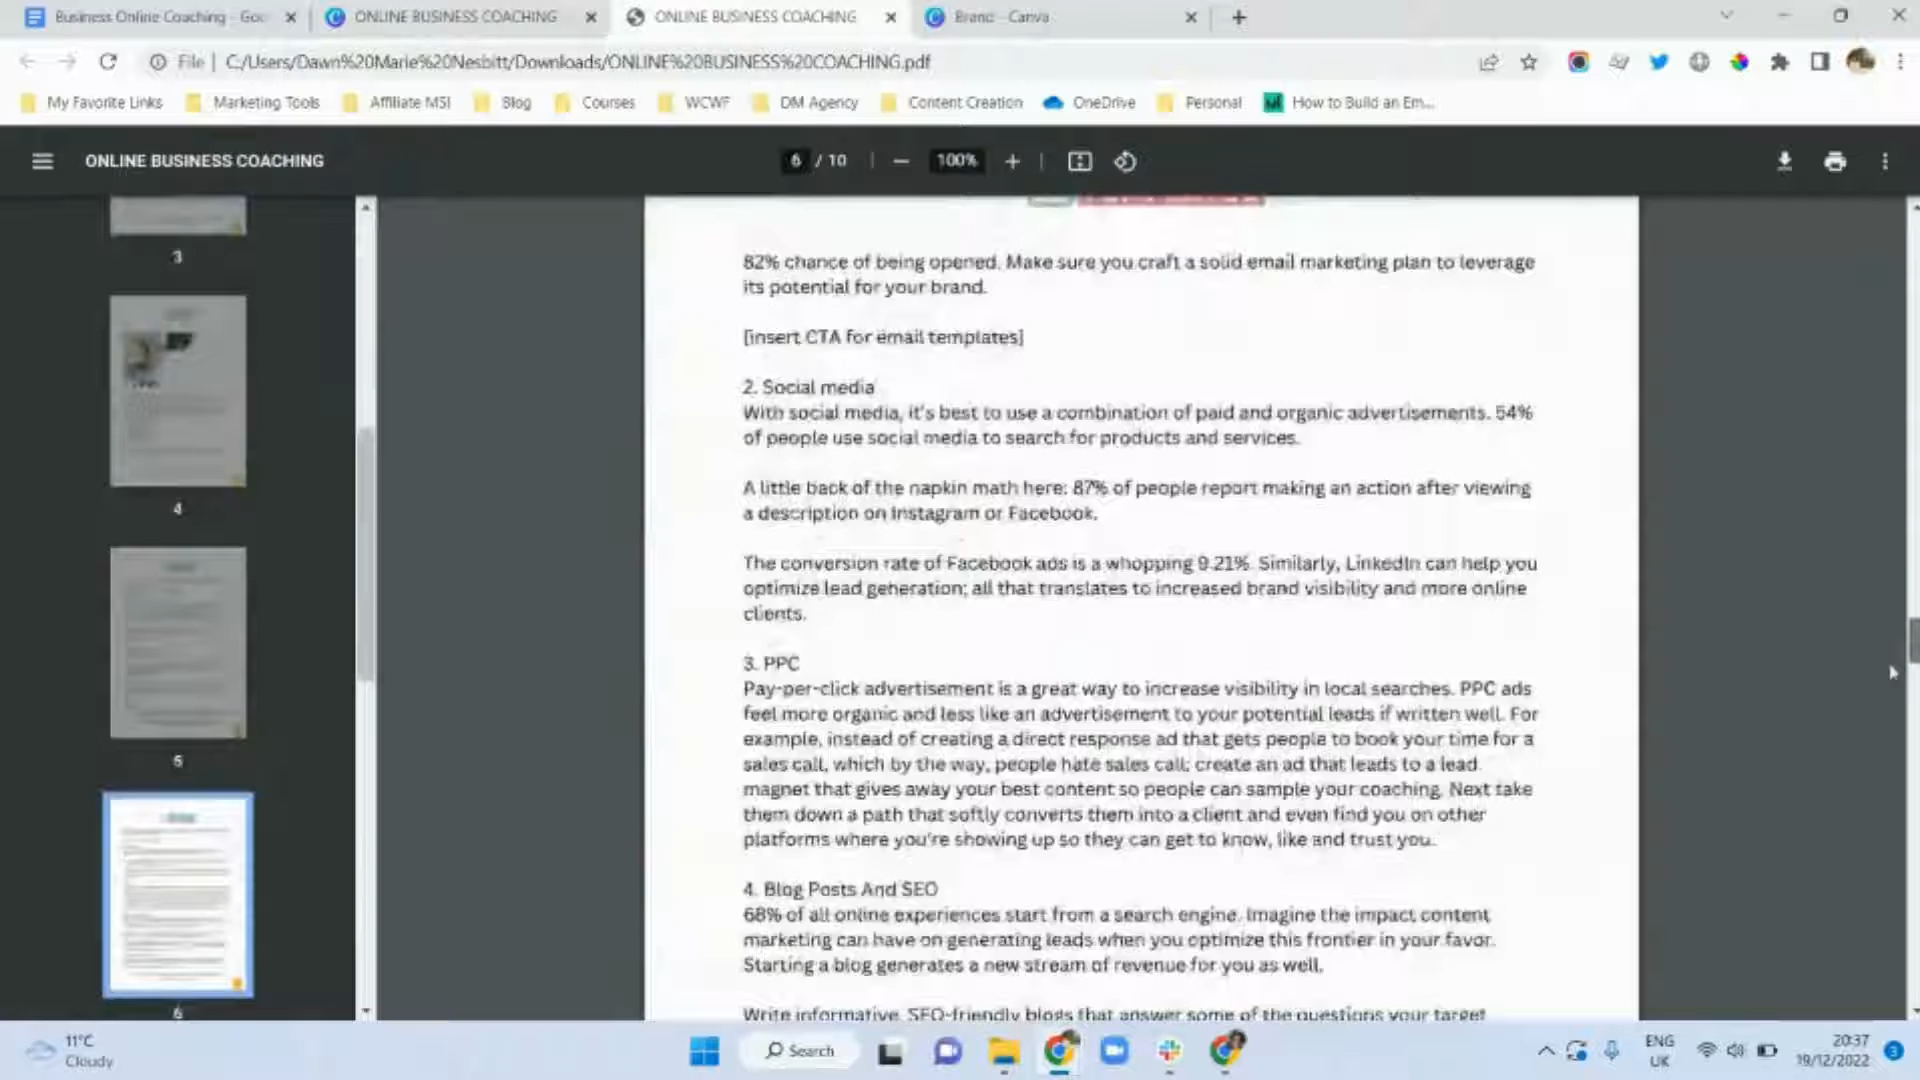 Business Online Coaching - Goo
ONLINE BUSINESS COACHING
ONLINE BUSINESS COACHING
Brand - Canva
File
C:/Users/Dawn%20Marie%20Nesbitt/Downloads/ONLINE%20BUSINESS%20COACHING.pdf
My Favorite Links
Marketing Tools
Affiliate MSI
Blog
Courses
WCWF
DM Agency
Content Creation
OneDrive
Personal
How to Build an Em...
ONLINE BUSINESS COACHING
6 / 10
100%
3
4
5
6
82% chance of being opened. Make sure you craft a solid email marketing plan to leverage
its potential for your brand.
[insert CTA for email templates]
2. Social media
With social media, it's best to use a combination of paid and organic advertisements. 54%
of people use social media to search for products and services.
A little back of the napkin math here: 87% of people report making an action after viewing
a description on Instagram or Facebook.
The conversion rate of Facebook ads is a whopping 9.21%. Similarly, LinkedIn can help you
optimize lead generation; all that translates to increased brand visibility and more online
clients.
3. PPC
Pay-per-click advertisement is a great way to increase visibility in local searches. PPC ads
feel more organic and less like an advertisement to your potential leads if written well. For
example, instead of creating a direct response ad that gets people to book your time for a
sales call, which by the way, people hate sales call; create an ad that leads to a lead
magnet that gives away your best content so people can sample your coaching. Next take
them down a path that softly converts them into a client and even find you on other
platforms where you're showing up so they can get to know, like and trust you.
4. Blog Posts And SEO
68% of all online experiences start from a search engine. Imagine the impact content
marketing can have on generating leads when you optimize this frontier in your favor.
Starting a blog generates a new stream of revenue for you as well.
Write informative, SEO-friendly blogs that answer some of the questions your target
11°C
Cloudy
Search
ENG
UK
20:37
19/12/2022
3